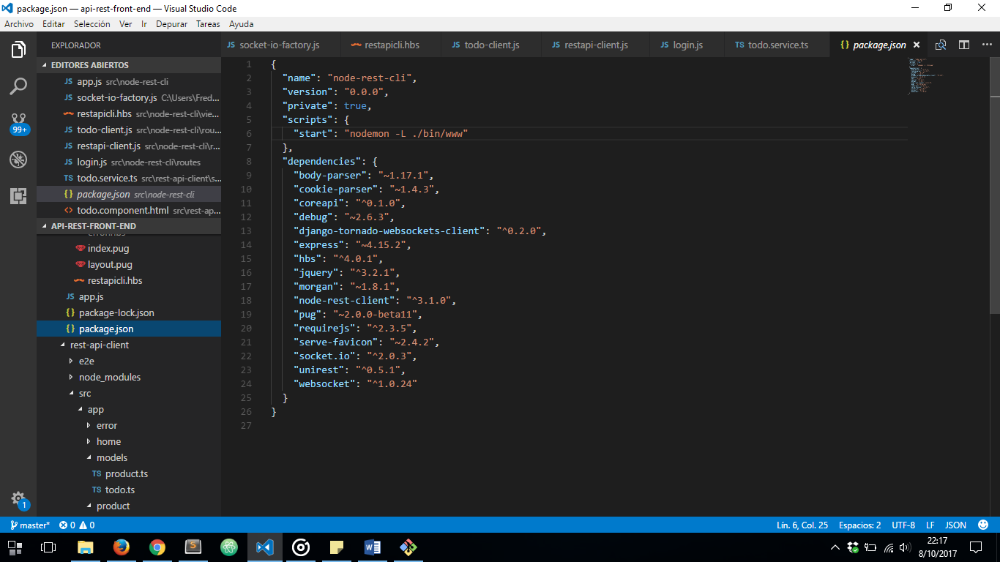 package.json — api-rest-front-end — Visual Studio Code
Archivo Editar Selección Ver Ir Depurar Tareas Ayuda
EXPLORADOR
JS socket-io-factory.js restapicli.hbs JS todo-client.js JS restapi-client.js JS login.js TS todo.service.ts {} package.json
EDITORES ABIERTOS
JS app.js src\node-rest-cli
JS socket-io-factory.js C:\Users\Fred...
restapicli.hbs src\node-rest-cli\vie...
JS todo-client.js src\node-rest-cli\rou...
JS restapi-client.js src\node-rest-cli\r...
JS login.js src\node-rest-cli\routes
TS todo.service.ts src\rest-api-client\s...
{} package.json src\node-rest-cli
<> todo.component.html src\rest-ap...
API-REST-FRONT-END
error.hbs
index.pug
layout.pug
restapicli.hbs
JS app.js
{} package-lock.json
{} package.json
rest-api-client
e2e
node_modules
src
app
error
home
models
TS product.ts
TS todo.ts
product
99+
1
1 {
2 "name": "node-rest-cli",
3 "version": "0.0.0",
4 "private": true,
5 "scripts": {
6 "start": "nodemon -L ./bin/www"
7 },
8 "dependencies": {
9 "body-parser": "~1.17.1",
10 "cookie-parser": "~1.4.3",
11 "coreapi": "^0.1.0",
12 "debug": "~2.6.3",
13 "django-tornado-websockets-client": "^0.2.0",
14 "express": "~4.15.2",
15 "hbs": "^4.0.1",
16 "jquery": "^3.2.1",
17 "morgan": "~1.8.1",
18 "node-rest-client": "^3.1.0",
19 "pug": "~2.0.0-beta11",
20 "requirejs": "^2.3.5",
21 "serve-favicon": "~2.4.2",
22 "socket.io": "^2.0.3",
23 "unirest": "^0.5.1",
24 "websocket": "^1.0.24"
25 }
26 }
27
master* 0 0 Lín. 6, Col. 25 Espacios: 2 UTF-8 LF JSON
22:17
8/10/2017